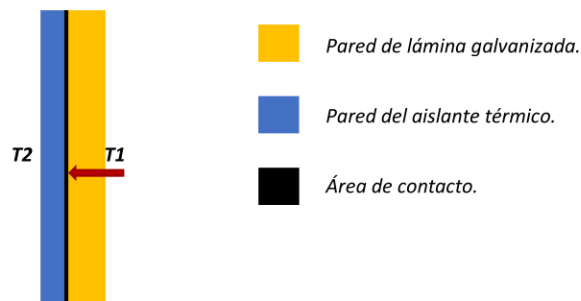 Pared de lámina galvanizada.
Pared del aislante térmico.
T2 T1
Área de contacto.